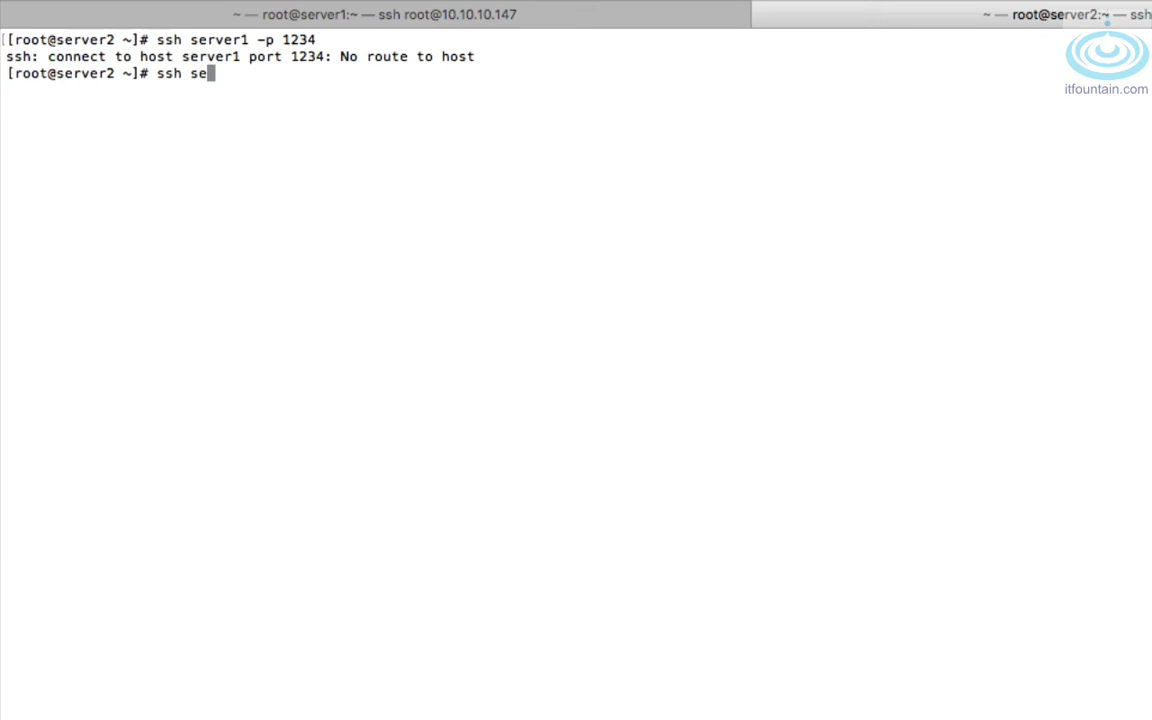 ~ — root@server1:~ — ssh root@10.10.10.147
~ — root@server2:~ — ssh
[[root@server2 ~]# ssh server1 -p 1234
ssh: connect to host server1 port 1234: No route to host
[root@server2 ~]# ssh se
itfountain.com